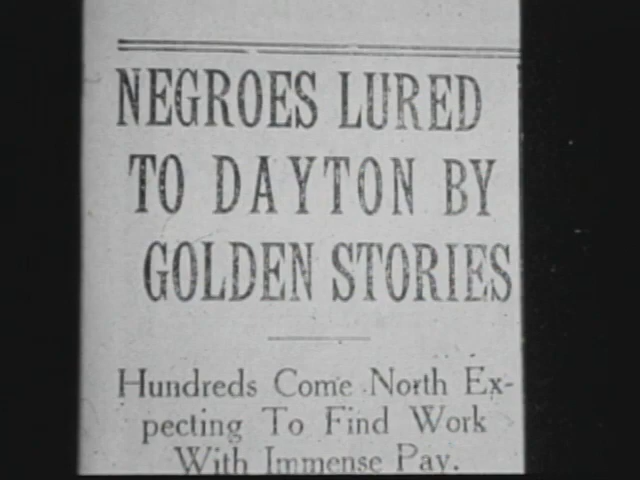 NEGROES LURED
TO DAYTON BY
GOLDEN STORIES
Hundreds Come North Ex-
pecting To Find Work
With Immense Pay.